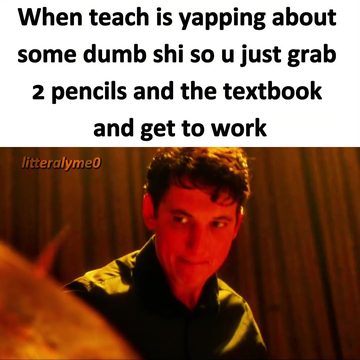 When teach is yapping about
some dumb shi so u just grab
2 pencils and the textbook
and get to work
litteralyme0